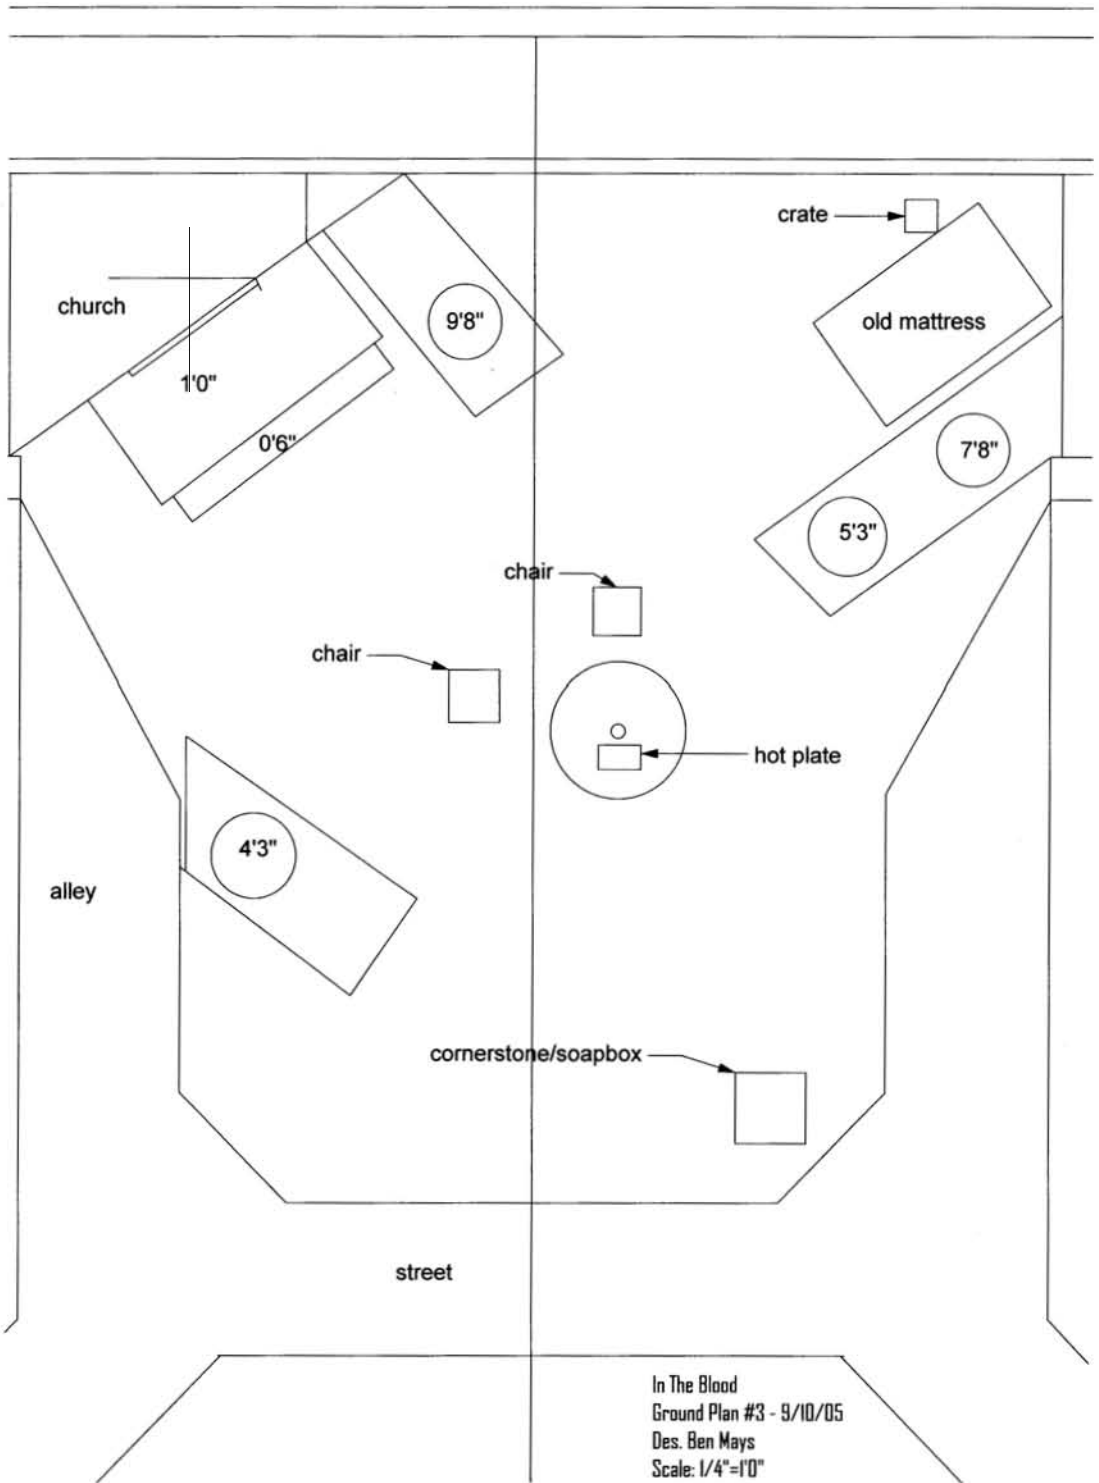 crate
church
9'8"
old mattress
1'0"
0'6"
7'8"
5'3"
chair
chair
hot plate
4'3"
alley
cornerstone/soapbox
street
In The Blood
Ground Plan #3 - 9/10/05
Des. Ben Mays
Scale: 1/4"=1'0"